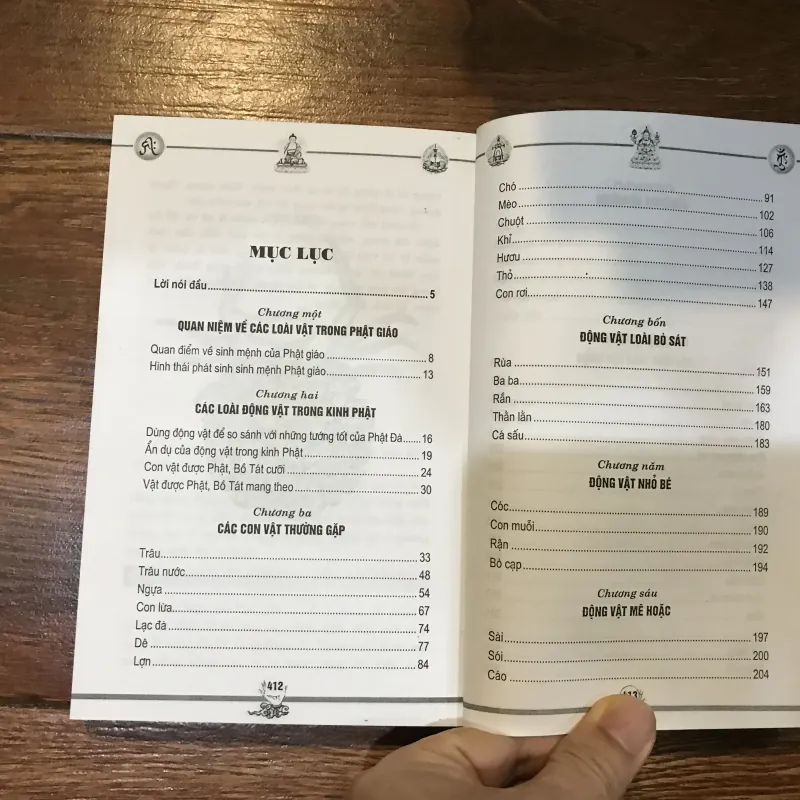 MỤC LỤC
Lời nói đầu ........ 5
Chương một
QUAN NIỆM VỀ CÁC LOÀI VẬT TRONG PHẬT GIÁO
Quan điểm về sinh mệnh của Phật giáo ........ 8
Hình thái phát sinh sinh mệnh Phật giáo ........ 13
Chương hai
CÁC LOÀI ĐỘNG VẬT TRONG KINH PHẬT
Dùng động vật để so sánh với những tướng tốt của Phật Đà ...... 16
Ẩn dụ của động vật trong kinh Phật ........ 19
Con vật được Phật, Bồ Tát cưỡi ........ 24
Vật được Phật, Bồ Tát mang theo ........ 30
Chương ba
CÁC CON VẬT THƯỜNG GẶP
Trâu ........ 33
Trâu nước ........ 48
Ngựa ........ 54
Con lừa ........ 67
Lạc đà ........ 74
Dê ........ 77
Lợn ........ 84
412
Chó ........ 91
Mèo ........ 102
Chuột ........ 106
Khỉ ........ 114
Hươu ........ 127
Thỏ ........ 138
Con rơi ........ 147
Chương bốn
ĐỘNG VẬT LOÀI BÒ SÁT
Rùa ........ 151
Ba ba ........ 159
Rắn ........ 163
Thằn lằn ........ 180
Cá sấu ........ 183
Chương năm
ĐỘNG VẬT NHỎ BÉ
Cóc ........ 189
Con muỗi ........ 190
Rận ........ 192
Bò cạp ........ 194
Chương sáu
ĐỘNG VẬT MÊ HOẶC
Sài ........ 197
Sói ........ 200
Cáo ........ 204